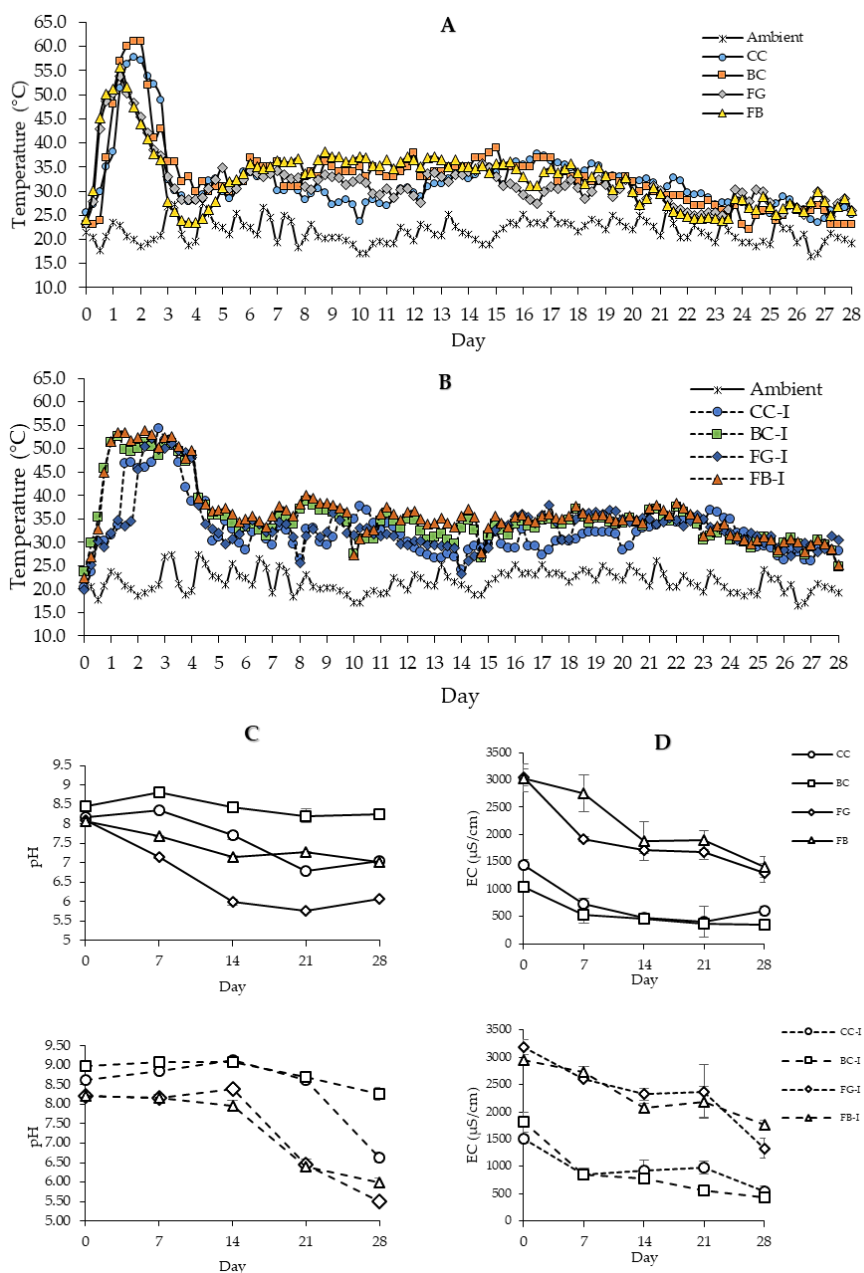 A
65.0
60.0
55.0
50.0
45.0
40.0
35.0
30.0
25.0
20.0
15.0
10.0
Temperature (°C)
Ambient
CC
BC
FG
FB
0 1 2 3 4 5 6 7 8 9 10 11 12 13 14 15 16 17 18 19 20 21 22 23 24 25 26 27 28
Day
B
65.0
60.0
55.0
50.0
45.0
40.0
35.0
30.0
25.0
20.0
15.0
10.0
Temperature (°C)
Ambient
CC-I
BC-I
FG-I
FB-I
0 1 2 3 4 5 6 7 8 9 10 11 12 13 14 15 16 17 18 19 20 21 22 23 24 25 26 27 28
Day
C
9.5
9
8.5
8
7.5
7
6.5
6
5.5
5
pH
0 7 14 21 28
Day
D
3500
3000
2500
2000
1500
1000
500
0
EC (µS/cm)
0 7 14 21 28
Day
CC
BC
FG
FB
9.50
9.00
8.50
8.00
7.50
7.00
6.50
6.00
5.50
5.00
pH
0 7 14 21 28
Day
3500
3000
2500
2000
1500
1000
500
0
EC (µS/cm)
0 7 14 21 28
Day
CC-I
BC-I
FG-I
FB-I